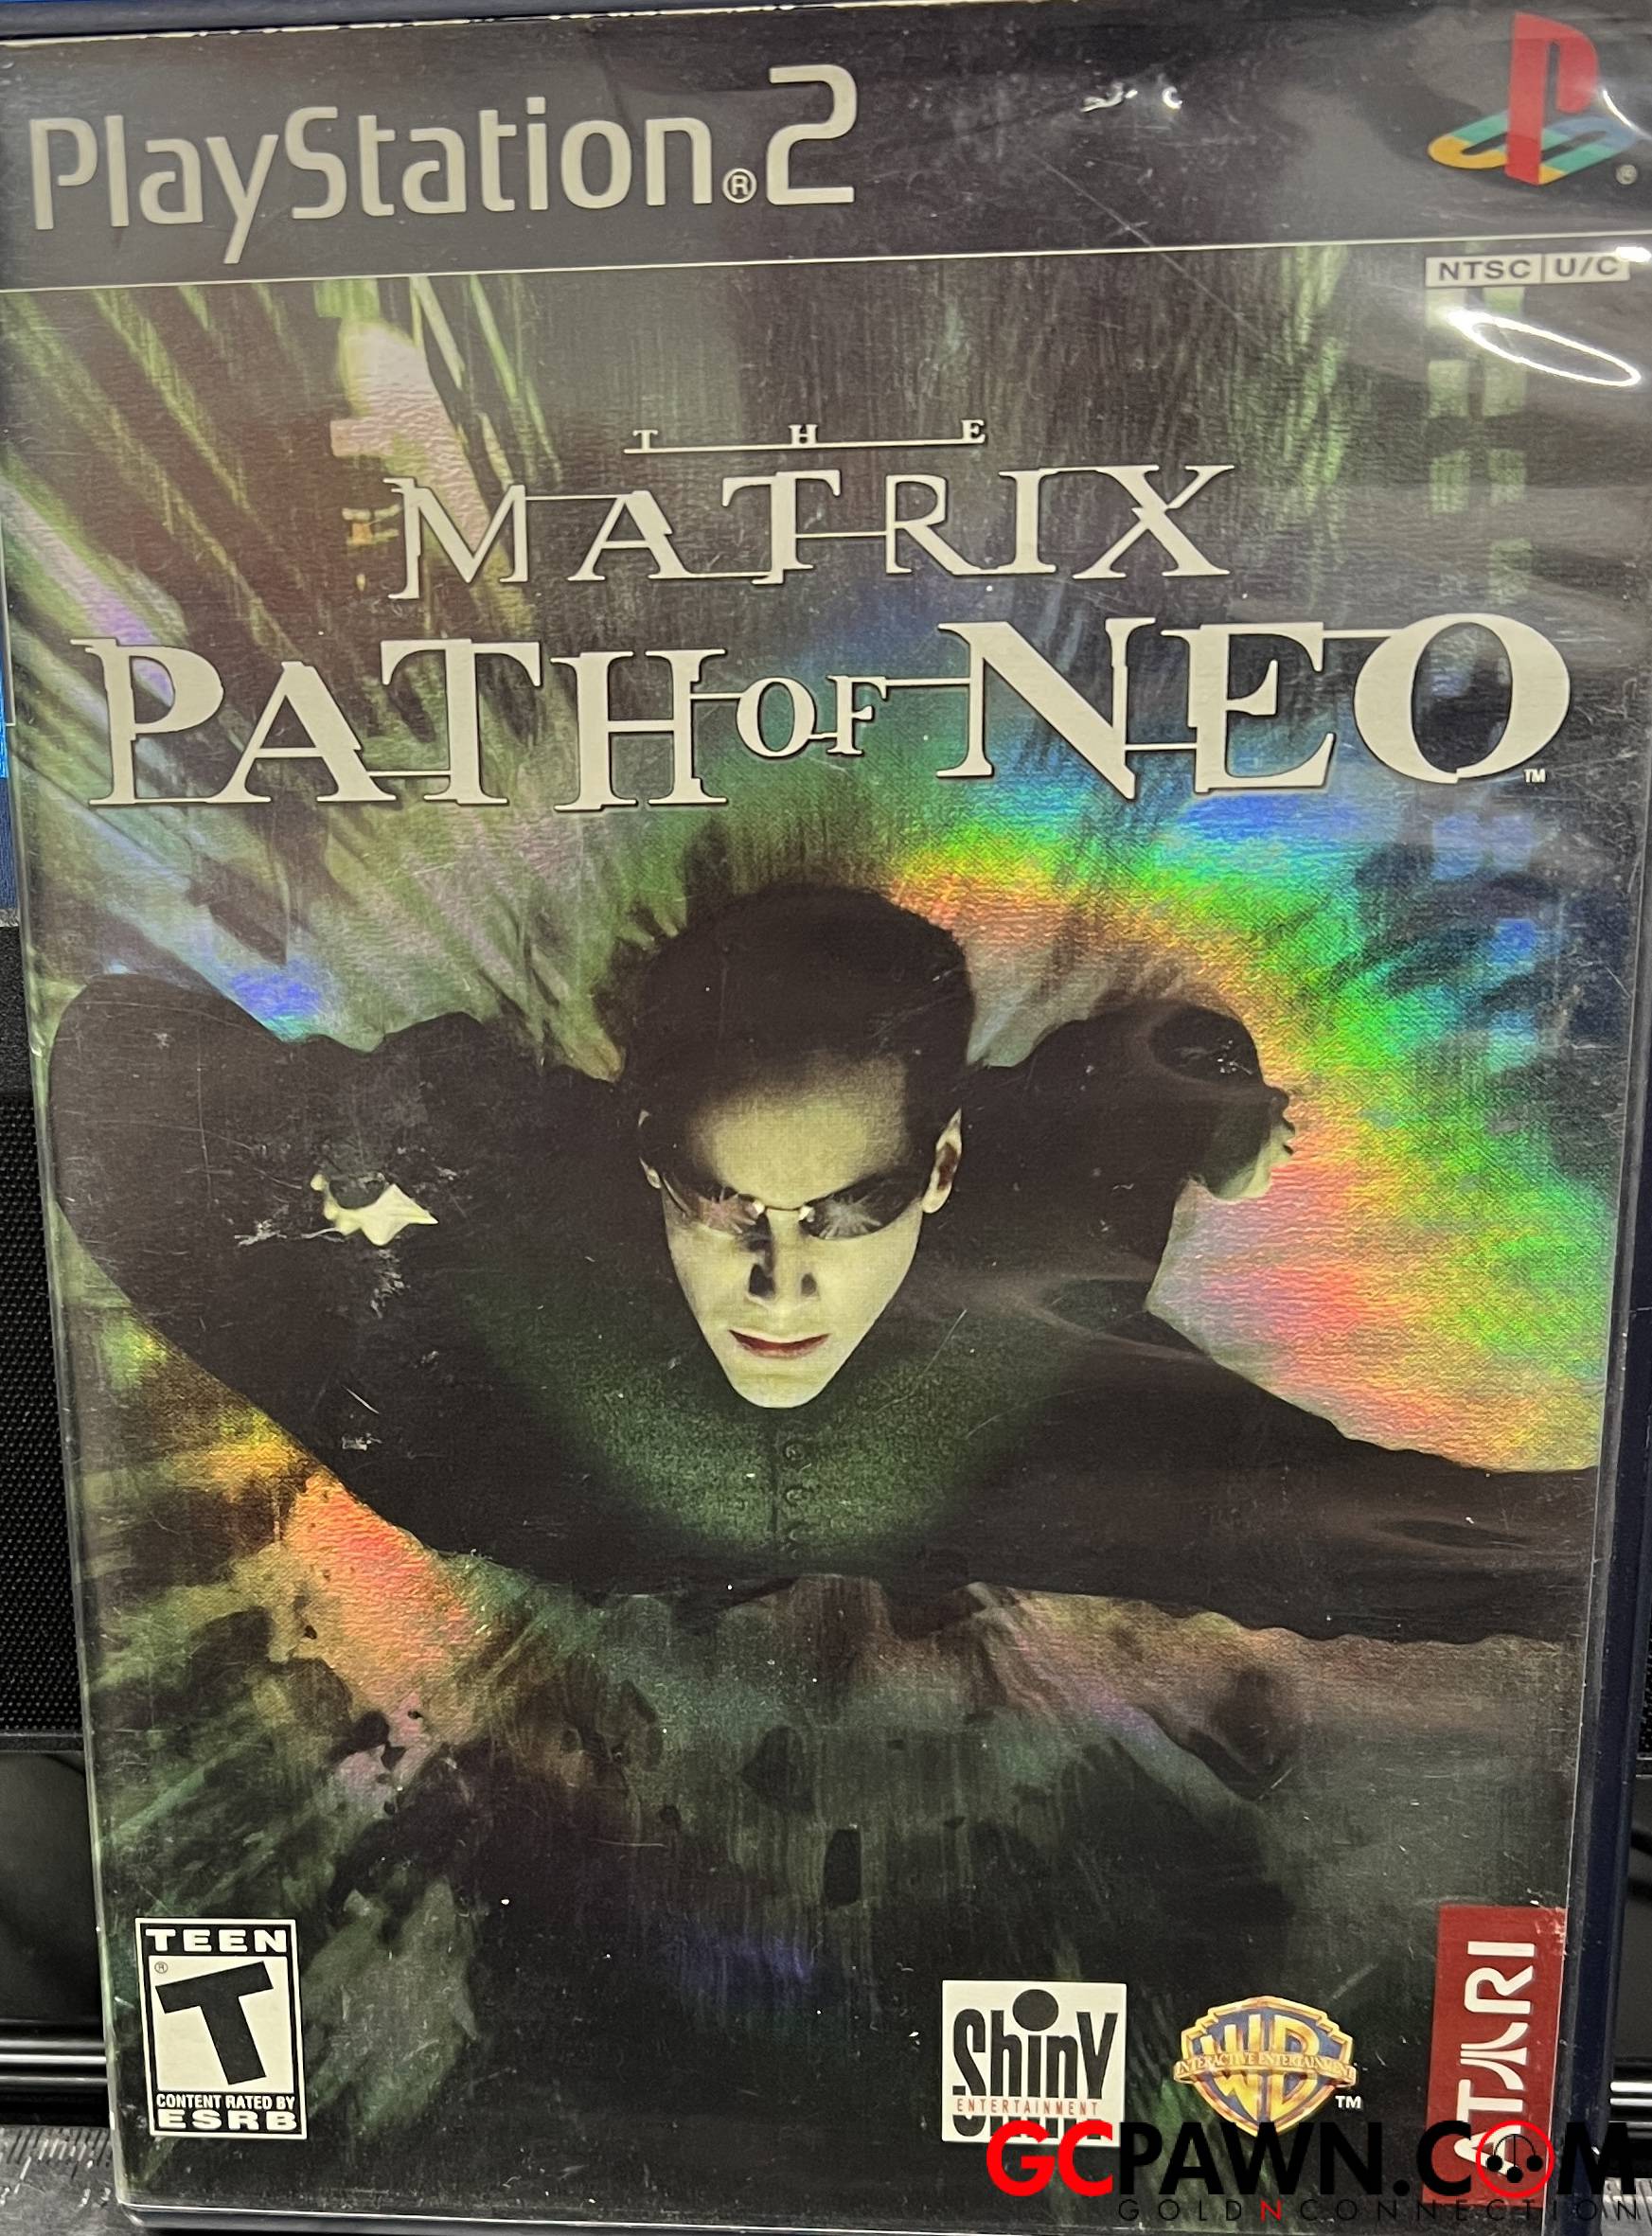 PlayStation®2
NTSC U/C
THE
MATRIX
PATH OF NEO™
TEEN
®
T
CONTENT RATED BY
ESRB
Shiny
ENTERTAINMENT
WB
INTERACTIVE ENTERTAINMENT
™
ATARI
GCPAWN.COM
GOLDNCONNECTION